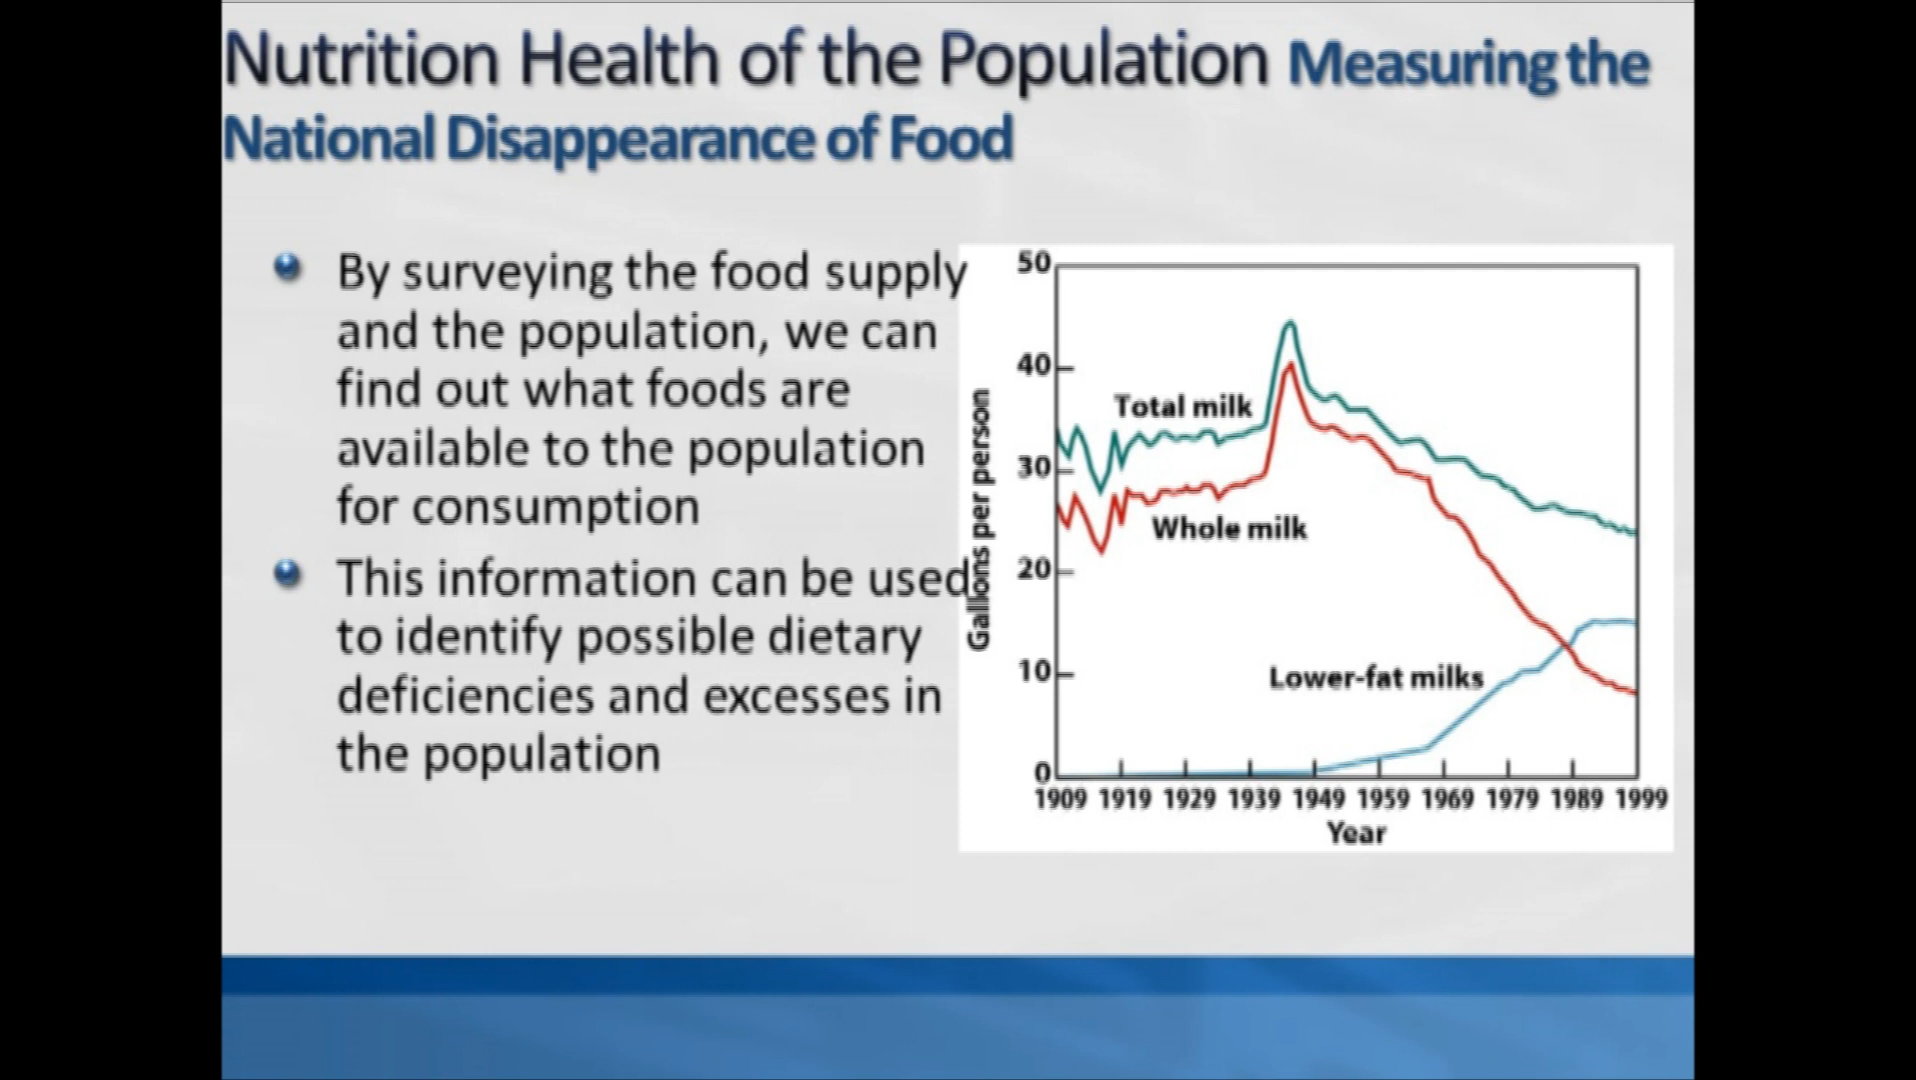 Nutrition Health of the Population Measuring the
National Disappearance of Food
By surveying the food supply
and the population, we can
find out what foods are
available to the population
for consumption
This information can be used
to identify possible dietary
deficiencies and excesses in
the population
50
40
30
20
10
0
Gallons per person
Total milk
Whole milk
Lower-fat milks
1909 1919 1929 1939 1949 1959 1969 1979 1989 1999
Year